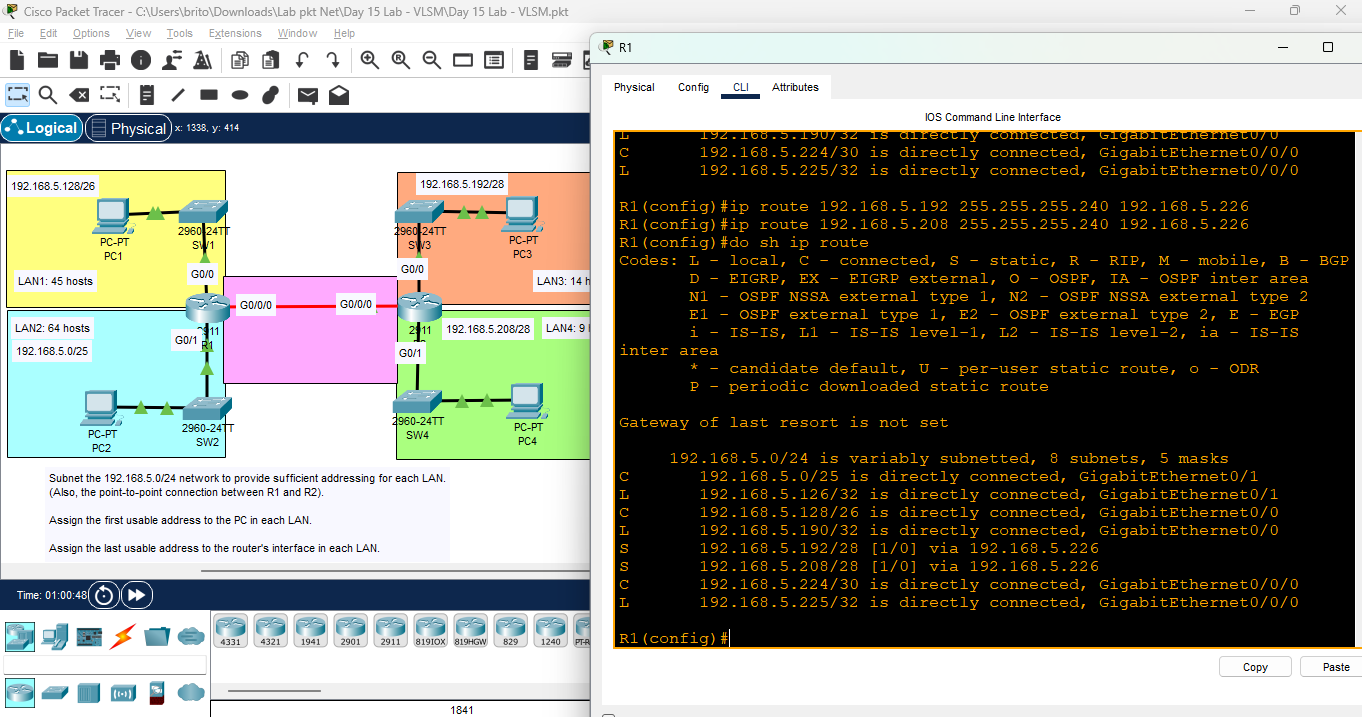 Cisco Packet Tracer - C:\Users\brito\Downloads\Lab pkt Net\Day 15 Lab - VLSM\Day 15 Lab - VLSM.pkt
File Edit Options View Tools Extensions Window Help
Logical Physical x: 1338, y: 414
192.168.5.128/26
PC-PT
PC1
2960-24TT
SW1
LAN1: 45 hosts
G0/0
192.168.5.192/28
2960-24TT
SW3
PC-PT
PC3
G0/0
LAN3: 14 h
G0/0/0
G0/0/0
2911
R1
2911
LAN2: 64 hosts
192.168.5.0/25
G0/1
192.168.5.208/28
LAN4: 9
G0/1
PC-PT
PC2
2960-24TT
SW2
2960-24TT
SW4
PC-PT
PC4
Subnet the 192.168.5.0/24 network to provide sufficient addressing for each LAN.
(Also, the point-to-point connection between R1 and R2).
Assign the first usable address to the PC in each LAN.
Assign the last usable address to the router's interface in each LAN.
Time: 01:00:48
4331 4321 1941 2901 2911 819IOX 819HGW 829 1240 PT-R
1841
R1
Physical Config CLI Attributes
IOS Command Line Interface
L 192.168.5.190/32 is directly connected, GigabitEthernet0/0
C 192.168.5.224/30 is directly connected, GigabitEthernet0/0/0
L 192.168.5.225/32 is directly connected, GigabitEthernet0/0/0
R1(config)#ip route 192.168.5.192 255.255.255.240 192.168.5.226
R1(config)#ip route 192.168.5.208 255.255.255.240 192.168.5.226
R1(config)#do sh ip route
Codes: L - local, C - connected, S - static, R - RIP, M - mobile, B - BGP
D - EIGRP, EX - EIGRP external, O - OSPF, IA - OSPF inter area
N1 - OSPF NSSA external type 1, N2 - OSPF NSSA external type 2
E1 - OSPF external type 1, E2 - OSPF external type 2, E - EGP
i - IS-IS, L1 - IS-IS level-1, L2 - IS-IS level-2, ia - IS-IS
inter area
* - candidate default, U - per-user static route, o - ODR
P - periodic downloaded static route
Gateway of last resort is not set
192.168.5.0/24 is variably subnetted, 8 subnets, 5 masks
C 192.168.5.0/25 is directly connected, GigabitEthernet0/1
L 192.168.5.126/32 is directly connected, GigabitEthernet0/1
C 192.168.5.128/26 is directly connected, GigabitEthernet0/0
L 192.168.5.190/32 is directly connected, GigabitEthernet0/0
S 192.168.5.192/28 [1/0] via 192.168.5.226
S 192.168.5.208/28 [1/0] via 192.168.5.226
C 192.168.5.224/30 is directly connected, GigabitEthernet0/0/0
L 192.168.5.225/32 is directly connected, GigabitEthernet0/0/0
R1(config)#
Copy Paste